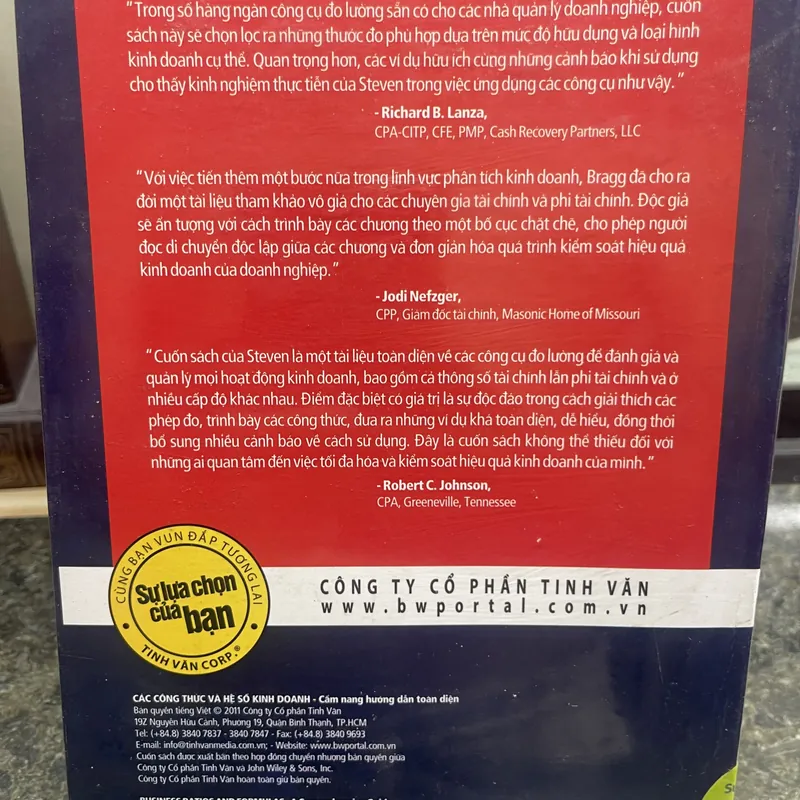 "Trong số hàng ngàn công cụ đo lường sẵn có cho các nhà quản lý doanh nghiệp, cuốn
sách này sẽ chọn lọc ra những thước đo phù hợp dựa trên mức độ hữu dụng và loại hình
kinh doanh cụ thể. Quan trọng hơn, các ví dụ hữu ích cùng những cảnh báo khi sử dụng
cho thấy kinh nghiệm thực tiễn của Steven trong việc ứng dụng các công cụ như vậy."
- Richard B. Lanza,
CPA-CITP, CFE, PMP, Cash Recovery Partners, LLC
"Với việc tiến thêm một bước nữa trong lĩnh vực phân tích kinh doanh, Bragg đã cho ra
đời một tài liệu tham khảo vô giá cho các chuyên gia tài chính và phi tài chính. Độc giả
sẽ ấn tượng với cách trình bày các chương theo một bố cục chặt chẽ, cho phép người
đọc di chuyển độc lập giữa các chương và đơn giản hóa quá trình kiểm soát hiệu quả
kinh doanh của doanh nghiệp."
- Jodi Nefzger,
CPP, Giám đốc tài chính, Masonic Home of Missouri
"Cuốn sách của Steven là một tài liệu toàn diện về các công cụ đo lường để đánh giá và
quản lý mọi hoạt động kinh doanh, bao gồm cả thông số tài chính lẫn phi tài chính và ở
nhiều cấp độ khác nhau. Điểm đặc biệt có giá trị là sự độc đáo trong cách giải thích các
phép đo, trình bày các công thức, đưa ra những ví dụ khá toàn diện, dễ hiểu, đồng thời
bổ sung nhiều cảnh báo về cách sử dụng. Đây là cuốn sách không thể thiếu đối với
những ai quan tâm đến việc tối đa hóa và kiểm soát hiệu quả kinh doanh của mình."
- Robert C. Johnson,
CPA, Greeneville, Tennessee
CÙNG BẠN VUN ĐẮP TƯƠNG LAI
Sự lựa chọn
của bạn
TINH VĂN CORP.®
CÔNG TY CỔ PHẦN TINH VĂN
www.bwportal.com.vn
CÁC CÔNG THỨC VÀ HỆ SỐ KINH DOANH - Cẩm nang hướng dẫn toàn diện
Bản quyền tiếng Việt © 2011 Công ty Cổ phần Tinh Văn
19Z Nguyễn Hữu Cảnh, Phường 19, Quận Bình Thạnh, TP.HCM
Tel: (+84.8) 3840 7837 - 3840 7847 - Fax: (+84.8) 3840 9693
E-mail: info@tinhvanmedia.com.vn; - Website: www.bwportal.com.vn
Cuốn sách được xuất bản theo hợp đồng chuyển nhượng bản quyền giữa
Công ty Cổ phần Tinh Văn và John Wiley & Sons, Inc.
Công ty Cổ phần Tinh Văn hoàn toàn giữ bản quyền.